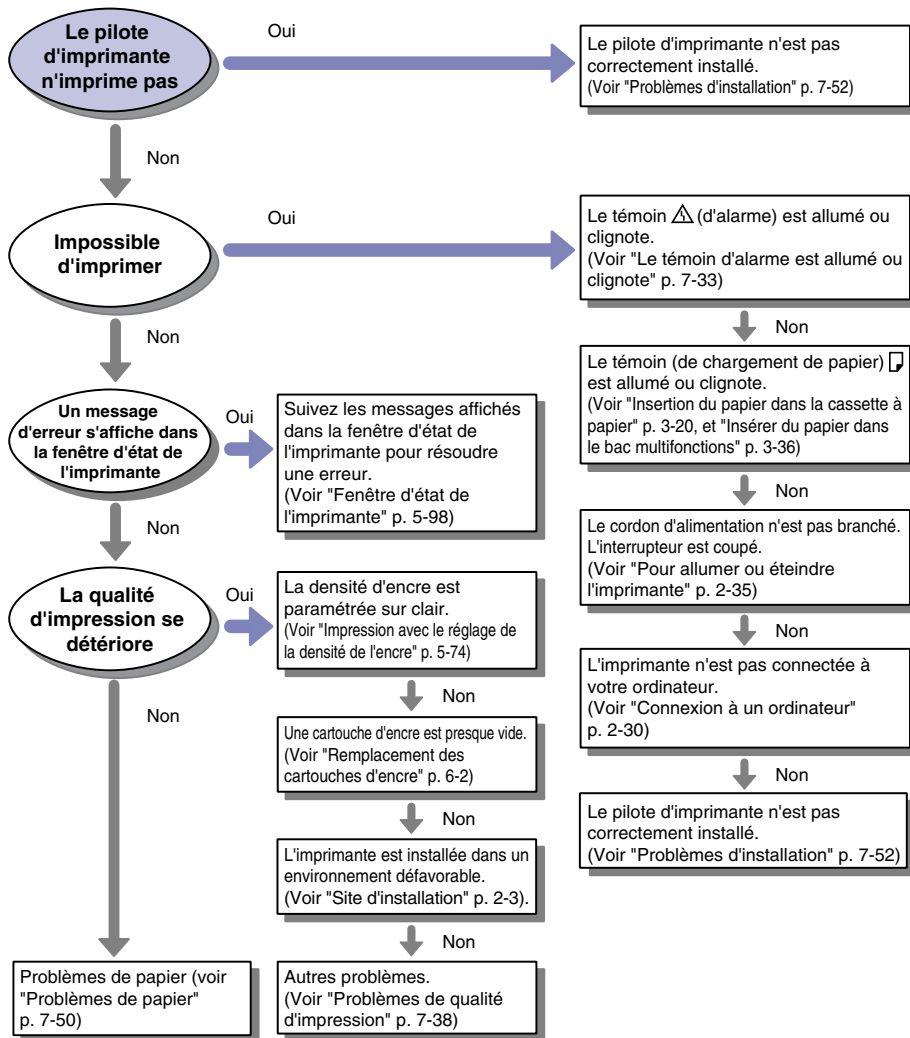 Le pilote
d'imprimante
n'imprime pas
Oui
Le pilote d'imprimante n'est pas
correctement installé.
(Voir "Problèmes d'installation" p. 7-52)
Non
Impossible
d'imprimer
Oui
Le témoin (d'alarme) est allumé ou
clignote.
(Voir "Le témoin d'alarme est allumé ou
clignote" p. 7-33)
Non
Le témoin (de chargement de papier)
est allumé ou clignote.
(Voir "Insertion du papier dans la cassette à
papier" p. 3-20, et "Insérer du papier dans
le bac multifonctions" p. 3-36)
Non
Le cordon d'alimentation n'est pas branché.
L'interrupteur est coupé.
(Voir "Pour allumer ou éteindre
l'imprimante" p. 2-35)
Non
L'imprimante n'est pas connectée à
votre ordinateur.
(Voir "Connexion à un ordinateur"
p. 2-30)
Non
Le pilote d'imprimante n'est pas
correctement installé.
(Voir "Problèmes d'installation" p. 7-52)
Non
Un message
d'erreur s'affiche dans
la fenêtre d'état de
l'imprimante
Oui
Suivez les messages affichés
dans la fenêtre d'état de
l'imprimante pour résoudre
une erreur.
(Voir "Fenêtre d'état de
l'imprimante" p. 5-98)
Non
La qualité
d'impression se
détériore
Oui
La densité d'encre est
paramétrée sur clair.
(Voir "Impression avec le réglage de
la densité de l'encre" p. 5-74)
Non
Une cartouche d'encre est presque vide.
(Voir "Remplacement des
cartouches d'encre" p. 6-2)
Non
L'imprimante est installée dans un
environnement défavorable.
(Voir "Site d'installation" p. 2-3).
Non
Autres problèmes.
(Voir "Problèmes de qualité
d'impression" p. 7-38)
Non
Problèmes de papier (voir
"Problèmes de papier"
p. 7-50)